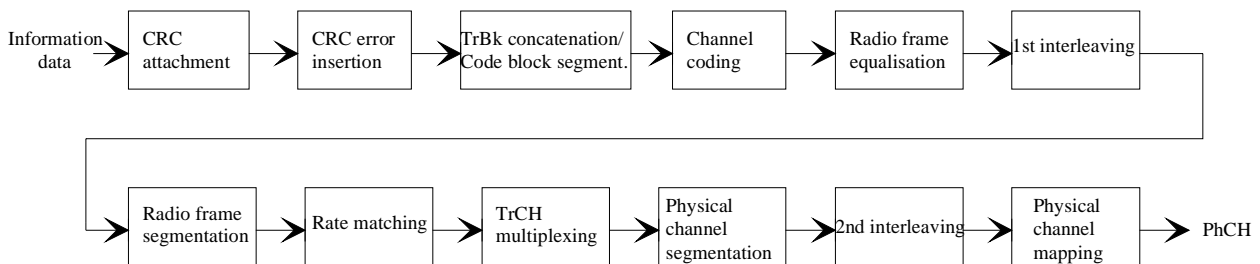 Information
data
CRC
attachment
CRC error
insertion
TrBk concatenation/
Code block segment.
Channel
coding
Radio frame
equalisation
1st interleaving
Radio frame
segmentation
Rate matching
TrCH
multiplexing
Physical
channel
segmentation
2nd interleaving
Physical
channel
mapping
PhCH